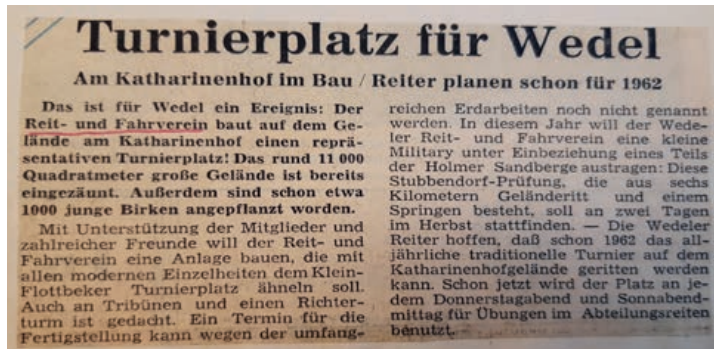 Turnierplatz für Wedel
Am Katharinenhof im Bau / Reiter planen schon für 1962
Das ist für Wedel ein Ereignis: Der
Reit- und Fahrverein baut auf dem Ge-
lände am Katharinenhof einen reprä-
sentativen Turnierplatz! Das rund 11 000
Quadratmeter große Gelände ist bereits
eingezäunt. Außerdem sind schon etwa
1000 junge Birken angepflanzt worden.
Mit Unterstützung der Mitglieder und
zahlreicher Freunde will der Reit- und
Fahrverein eine Anlage bauen, die mit
allen modernen Einzelheiten dem Klein-
Flottbeker Turnierplatz ähneln soll.
Auch an Tribünen und einen Richter-
turm ist gedacht. Ein Termin für die
Fertigstellung kann wegen der umfang-
reichen Erdarbeiten noch nicht genannt
werden. In diesem Jahr will der Wede-
ler Reit- und Fahrverein eine kleine
Military unter Einbeziehung eines Teils
der Holmer Sandberge austragen: Diese
Stubbendorf-Prüfung, die aus sechs
Kilometern Geländeritt und einem
Springen besteht, soll an zwei Tagen
im Herbst stattfinden. — Die Wedeler
Reiter hoffen, daß schon 1962 das all-
jährliche traditionelle Turnier auf dem
Katharinenhofgelände geritten werden
kann. Schon jetzt wird der Platz an je-
dem Donnerstagabend und Sonnabend-
mittag für Übungen im Abteilungsreiten
benutzt.